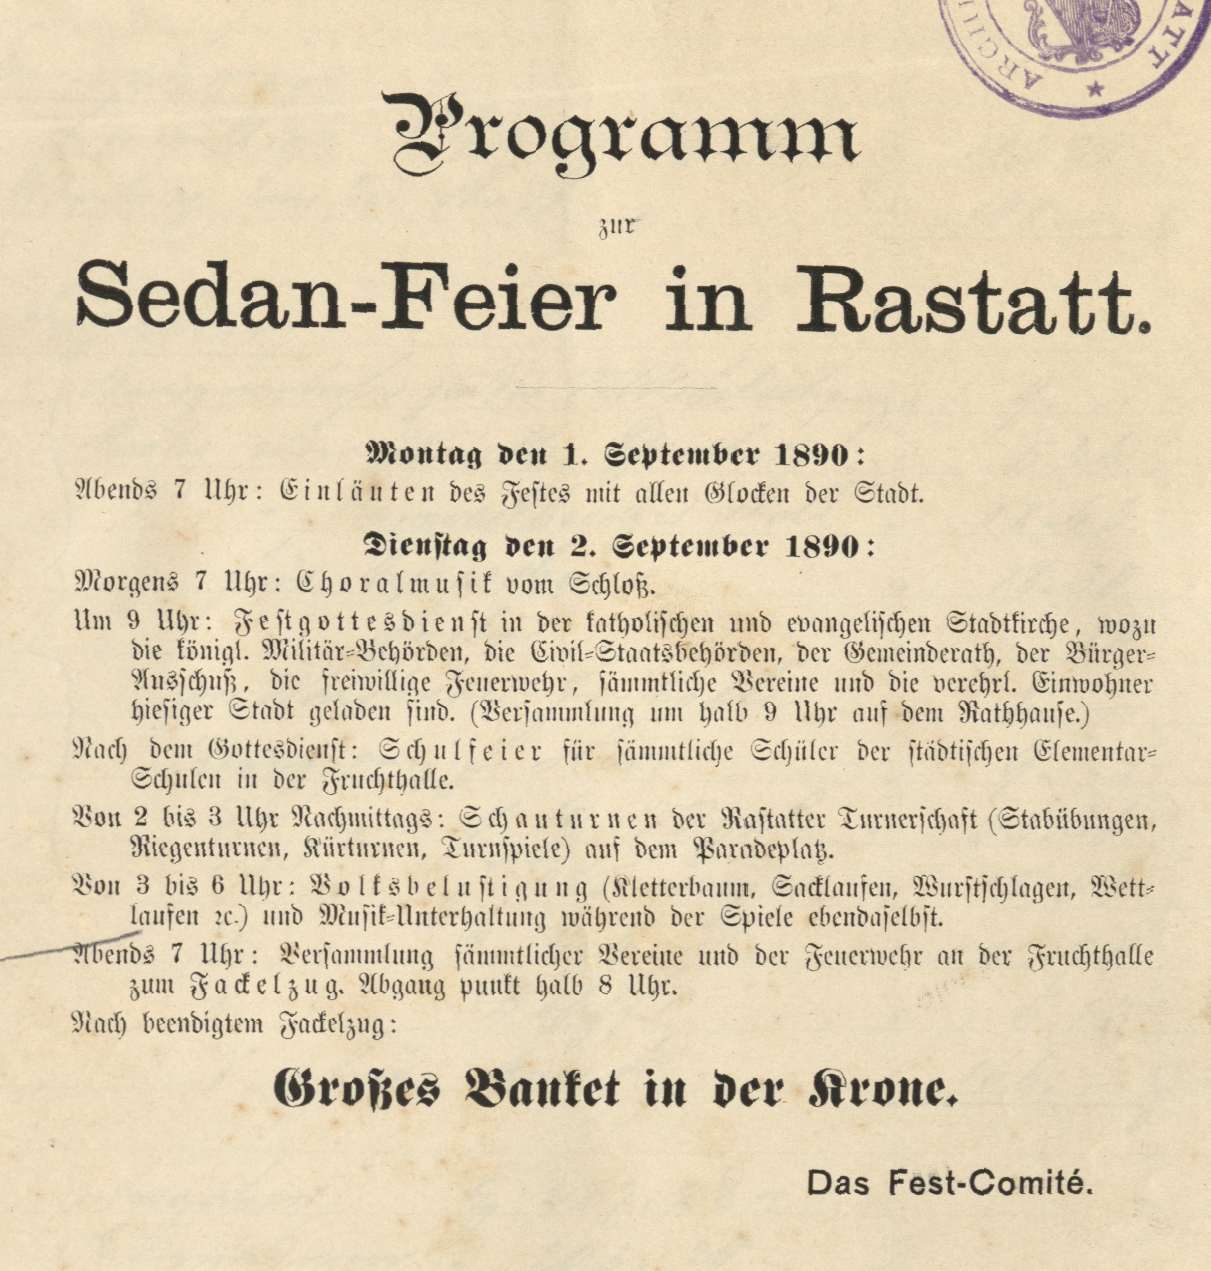 ARCHI
ATT
Programm
zur
Sedan-Feier in Rastatt.
Montag den 1. September 1890:
Abends 7 Uhr: Einläuten des Festes mit allen Glocken der Stadt.
Dienstag den 2. September 1890:
Morgens 7 Uhr: Choralmusik vom Schloß.
Um 9 Uhr: Festgottesdienst in der katholischen und evangelischen Stadtkirche, wozu
die königl. Militär-Behörden, die Civil-Staatsbehörden, der Gemeinderath, der Bürger-
Ausschuß, die freiwillige Feuerwehr, sämmtliche Vereine und die verehrl. Einwohner
hiesiger Stadt geladen sind. (Versammlung um halb 9 Uhr auf dem Rathhause.)
Nach dem Gottesdienst: Schulfeier für sämmtliche Schüler der städtischen Elementar-
Schulen in der Fruchthalle.
Von 2 bis 3 Uhr Nachmittags: Schauturnen der Rastatter Turnerschaft (Stabübungen,
Riegenturnen, Kürturnen, Turnspiele) auf dem Paradeplatz.
Von 3 bis 6 Uhr: Volksbelustigung (Kletterbaum, Sacklaufen, Wurstschlagen, Wett-
laufen ꝛc.) und Musik-Unterhaltung während der Spiele ebendaselbst.
Abends 7 Uhr: Versammlung sämmtlicher Vereine und der Feuerwehr an der Fruchthalle
zum Fackelzug. Abgang punkt halb 8 Uhr.
Nach beendigtem Fackelzug:
Großes Banket in der Krone.
Das Fest-Comité.